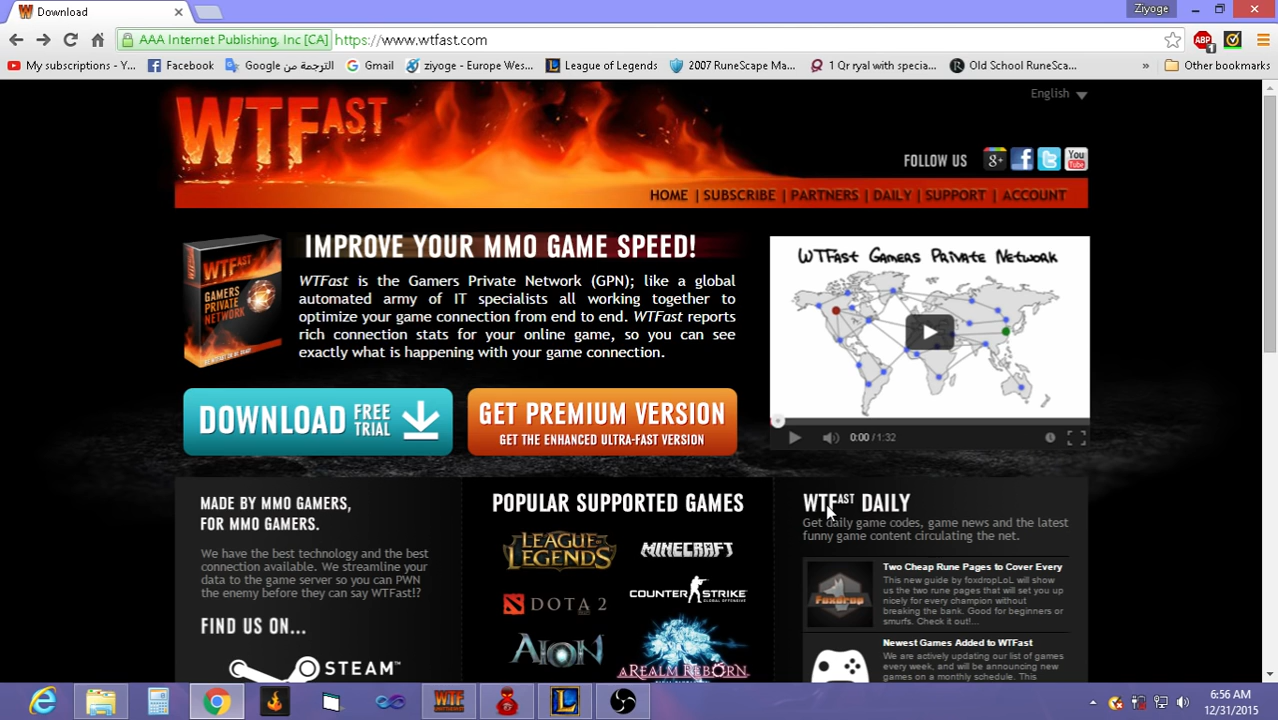 Download
Ziyoge
AAA Internet Publishing, Inc [CA] https://www.wtfast.com
My subscriptions - Y... Facebook الترجمة من Google Gmail ziyoge - Europe Wes... League of Legends 2007 RuneScape Ma... 1 Qr ryal with specia... Old School RuneSca... » Other bookmarks
English
WTFAST
FOLLOW US
You Tube
HOME | SUBSCRIBE | PARTNERS | DAILY | SUPPORT | ACCOUNT
WTFAST
GAMERS
PRIVATE
NETWORK
IMPROVE YOUR MMO GAME SPEED!
WTFast is the Gamers Private Network (GPN); like a global
automated army of IT specialists all working together to
optimize your game connection from end to end. WTFast reports
rich connection stats for your online game, so you can see
exactly what is happening with your game connection.
WTFAST GAMERS PRIVATE NETWORK
0:00 / 1:32
DOWNLOAD FREE TRIAL
GET PREMIUM VERSION
GET THE ENHANCED ULTRA-FAST VERSION
MADE BY MMO GAMERS,
FOR MMO GAMERS.
We have the best technology and the best
connection available. We streamline your
data to the game server so you can PWN
the enemy before they can say WTFast!?
FIND US ON...
STEAM™
POPULAR SUPPORTED GAMES
LEAGUE of LEGENDS
MINECRAFT
DOTA 2
COUNTER STRIKE
GLOBAL OFFENSIVE
AION
A REALM REBORN
WTFAST DAILY
Get daily game codes, game news and the latest
funny game content circulating the net.
Foxdrop
Two Cheap Rune Pages to Cover Every
This new guide by foxdropLoL will show
us the two rune pages that will set you up
nicely for every champion without
breaking the bank. Good for beginners or
smurfs. Check it out!...
Newest Games Added to WTFast
We are actively updating our list of games
every week, and will be announcing new
games on a monthly schedule. This
6:56 AM
12/31/2015